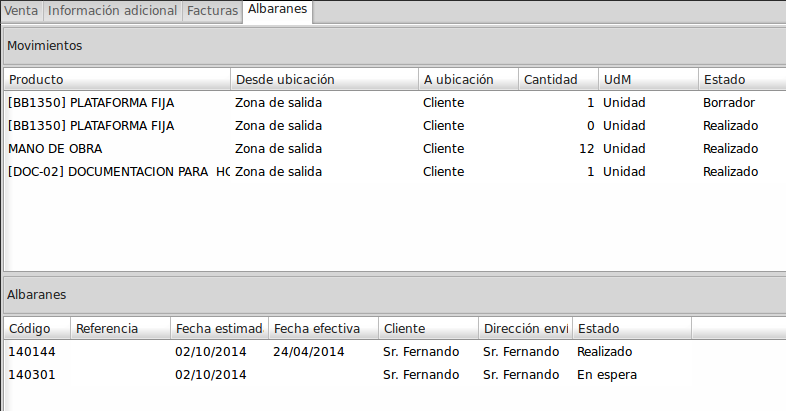 Venta Información adicional Facturas Albaranes
Movimientos
Producto Desde ubicación A ubicación Cantidad UdM Estado
[BB1350] PLATAFORMA FIJA Zona de salida Cliente 1 Unidad Borrador
[BB1350] PLATAFORMA FIJA Zona de salida Cliente 0 Unidad Realizado
MANO DE OBRA Zona de salida Cliente 12 Unidad Realizado
[DOC-02] DOCUMENTACION PARA HO Zona de salida Cliente 1 Unidad Realizado
Albaranes
Código Referencia Fecha estimad Fecha efectiva Cliente Dirección enví Estado
140144 02/10/2014 24/04/2014 Sr. Fernando Sr. Fernando Realizado
140301 02/10/2014 Sr. Fernando Sr. Fernando En espera